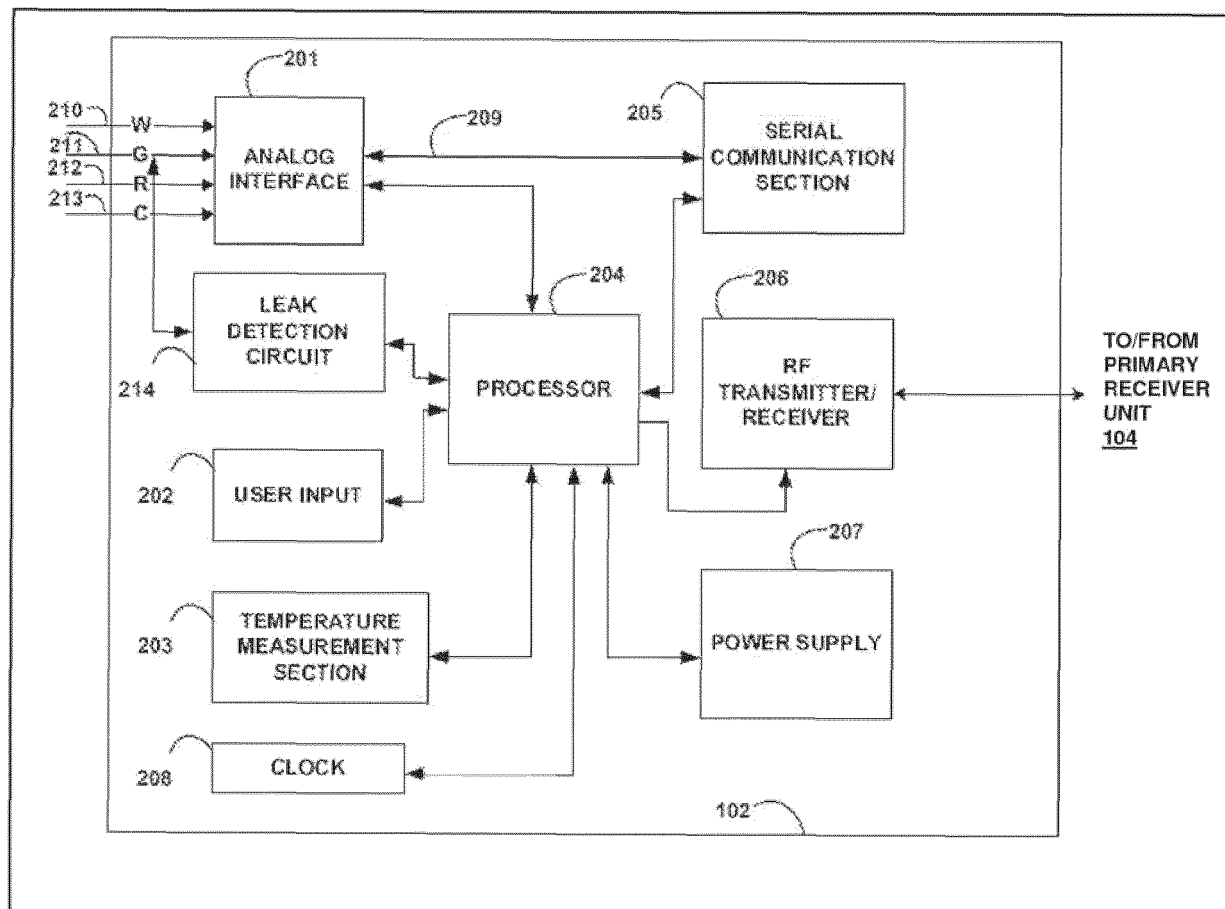 201
210
W
211
G
212
R
213
C
ANALOG
INTERFACE
209
205
SERIAL
COMMUNICATION
SECTION
LEAK
DETECTION
CIRCUIT
214
204
PROCESSOR
206
RF
TRANSMITTER/
RECEIVER
TO/FROM
PRIMARY
RECEIVER
UNIT
104
202
USER INPUT
207
POWER SUPPLY
203
TEMPERATURE
MEASUREMENT
SECTION
208
CLOCK
102